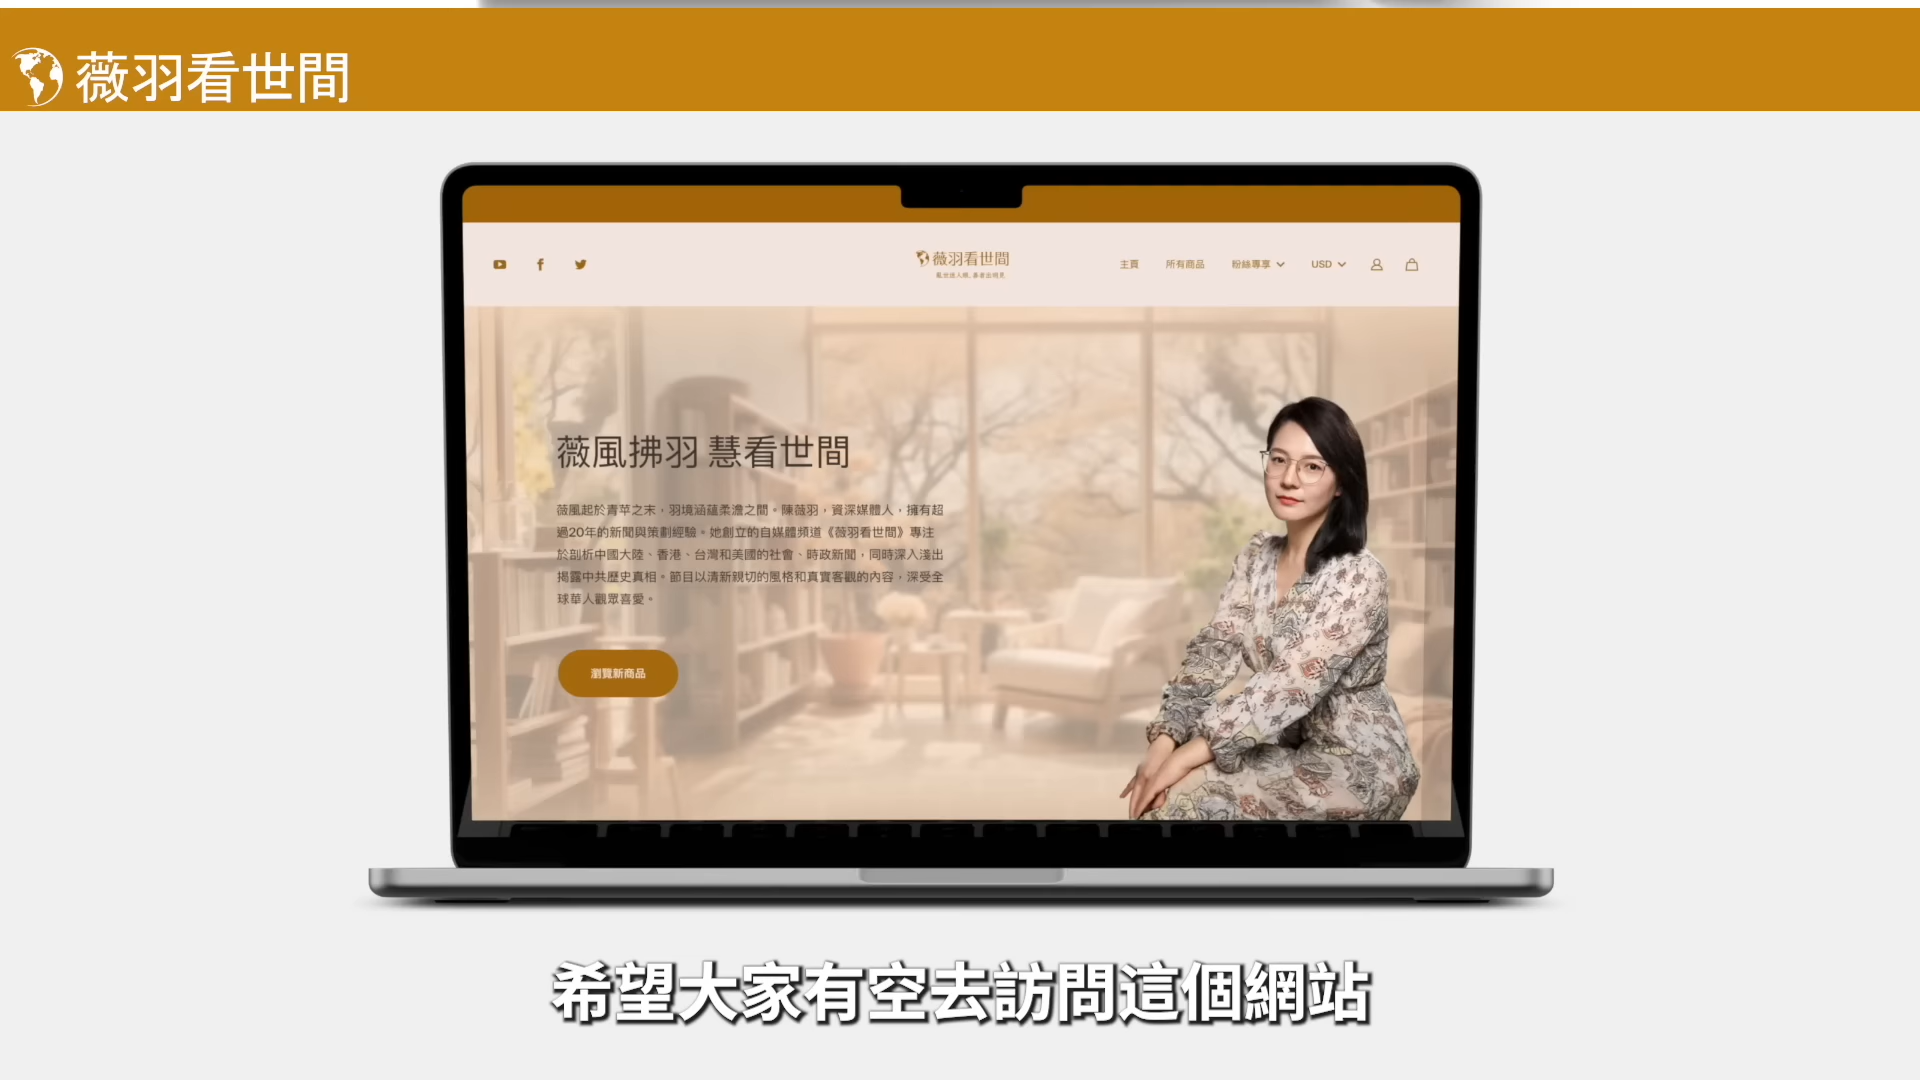 薇羽看世間
薇羽看世間
主頁
所有商品
粉絲專享
USD
薇風拂羽 慧看世間
薇風起於青苹之末，羽境涵蘊柔澹之間。陳薇羽，資深媒體人，擁有超
過20年的新聞與策劃經驗。她創立的自媒體頻道《薇羽看世間》專注
於剖析中國大陸、香港、台灣和美國的社會、時政新聞，同時深入淺出
揭露中共歷史真相。節目以清新親切的風格和真實客觀的內容，深受全
球華人觀眾喜愛。
瀏覽新商品
希望大家有空去訪問這個網站